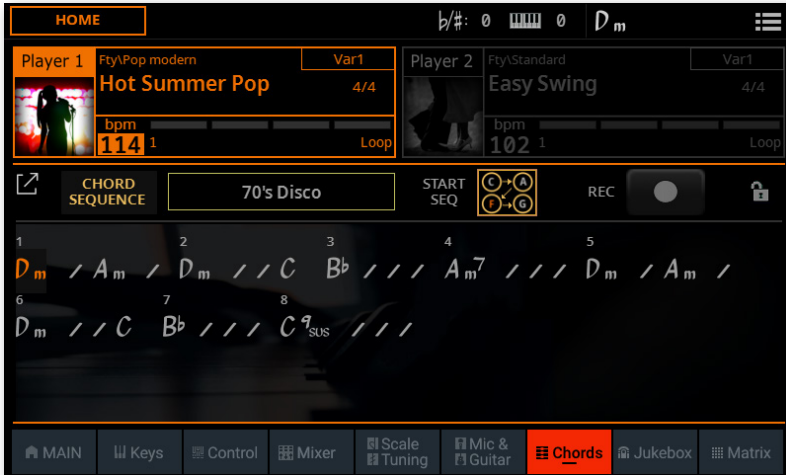 HOME ♭/#: 0 0 Dm
Player 1 Fty\Pop modern Var1
Hot Summer Pop 4/4
bpm
114 1 Loop
Player 2 Fty\Standard Var1
Easy Swing 4/4
bpm
102 1 Loop
CHORD SEQUENCE 70's Disco START SEQ C A F G REC
1 2 3 4 5
Dm / Am / Dm / / C B♭ / / / Am7 / / / Dm / Am /
6 7 8
Dm / / C B♭ / / / C9sus / / /
MAIN Keys Control Mixer Scale Tuning Mic & Guitar Chords Jukebox Matrix